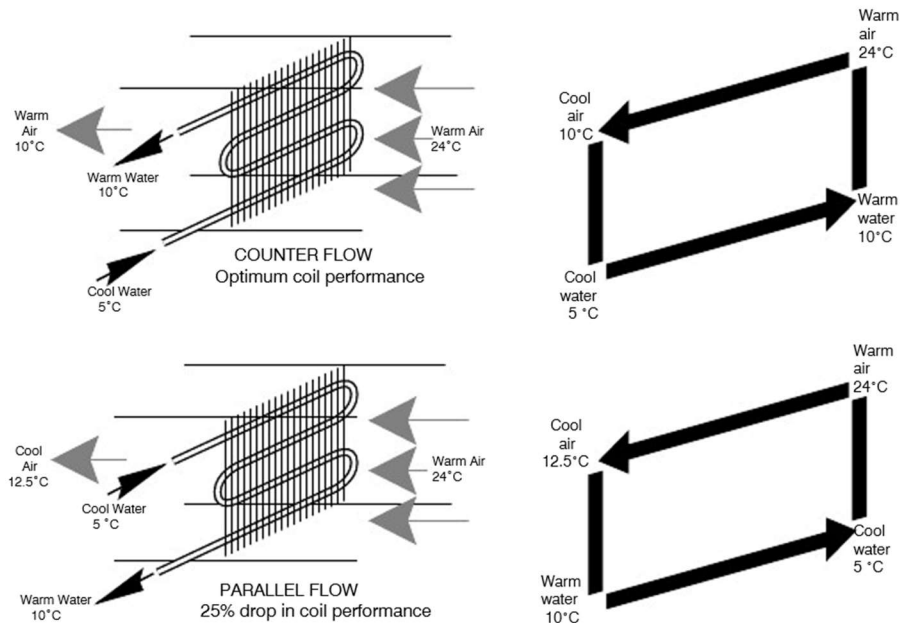 Warm
Air
10°C
Warm Water
10°C
Warm Air
24°C
COUNTER FLOW
Optimum coil performance
Cool Water
5°C
Warm
air
24°C
Cool
air
10°C
Warm
water
10°C
Cool
water
5 °C
Cool
Air
12.5°C
Cool Water
5 °C
Warm Air
24°C
PARALLEL FLOW
25% drop in coil performance
Warm Water
10°C
Warm
air
24°C
Cool
air
12.5°C
Cool
water
5 °C
Warm
water
10°C